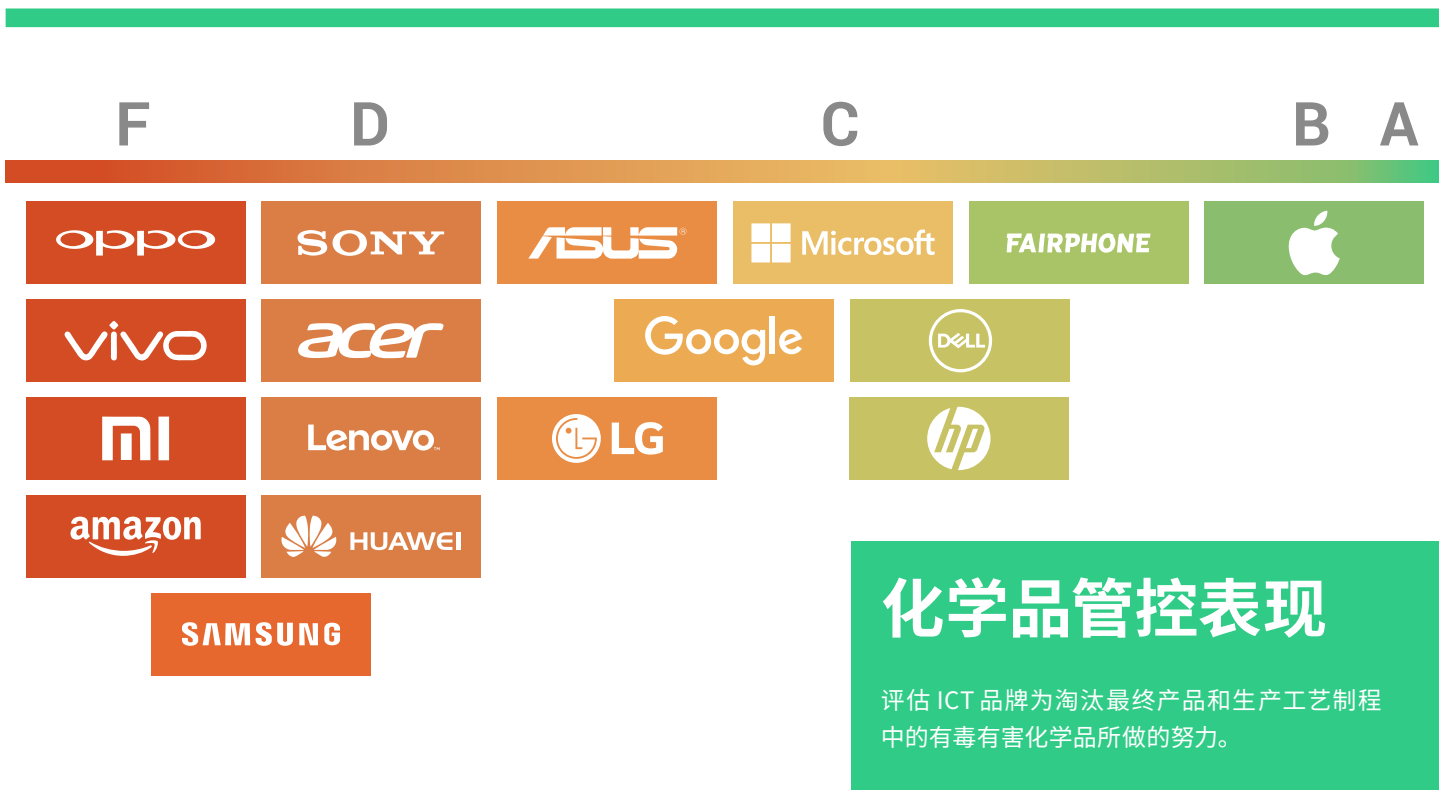 F D C B A
oppo SONY ASUS® Microsoft FAIRPHONE
vivo acer Google DELL
mi Lenovo™ LG hp
amazon HUAWEI
SAMSUNG
化学品管控表现
评估 ICT 品牌为淘汰最终产品和生产工艺制程
中的有毒有害化学品所做的努力。